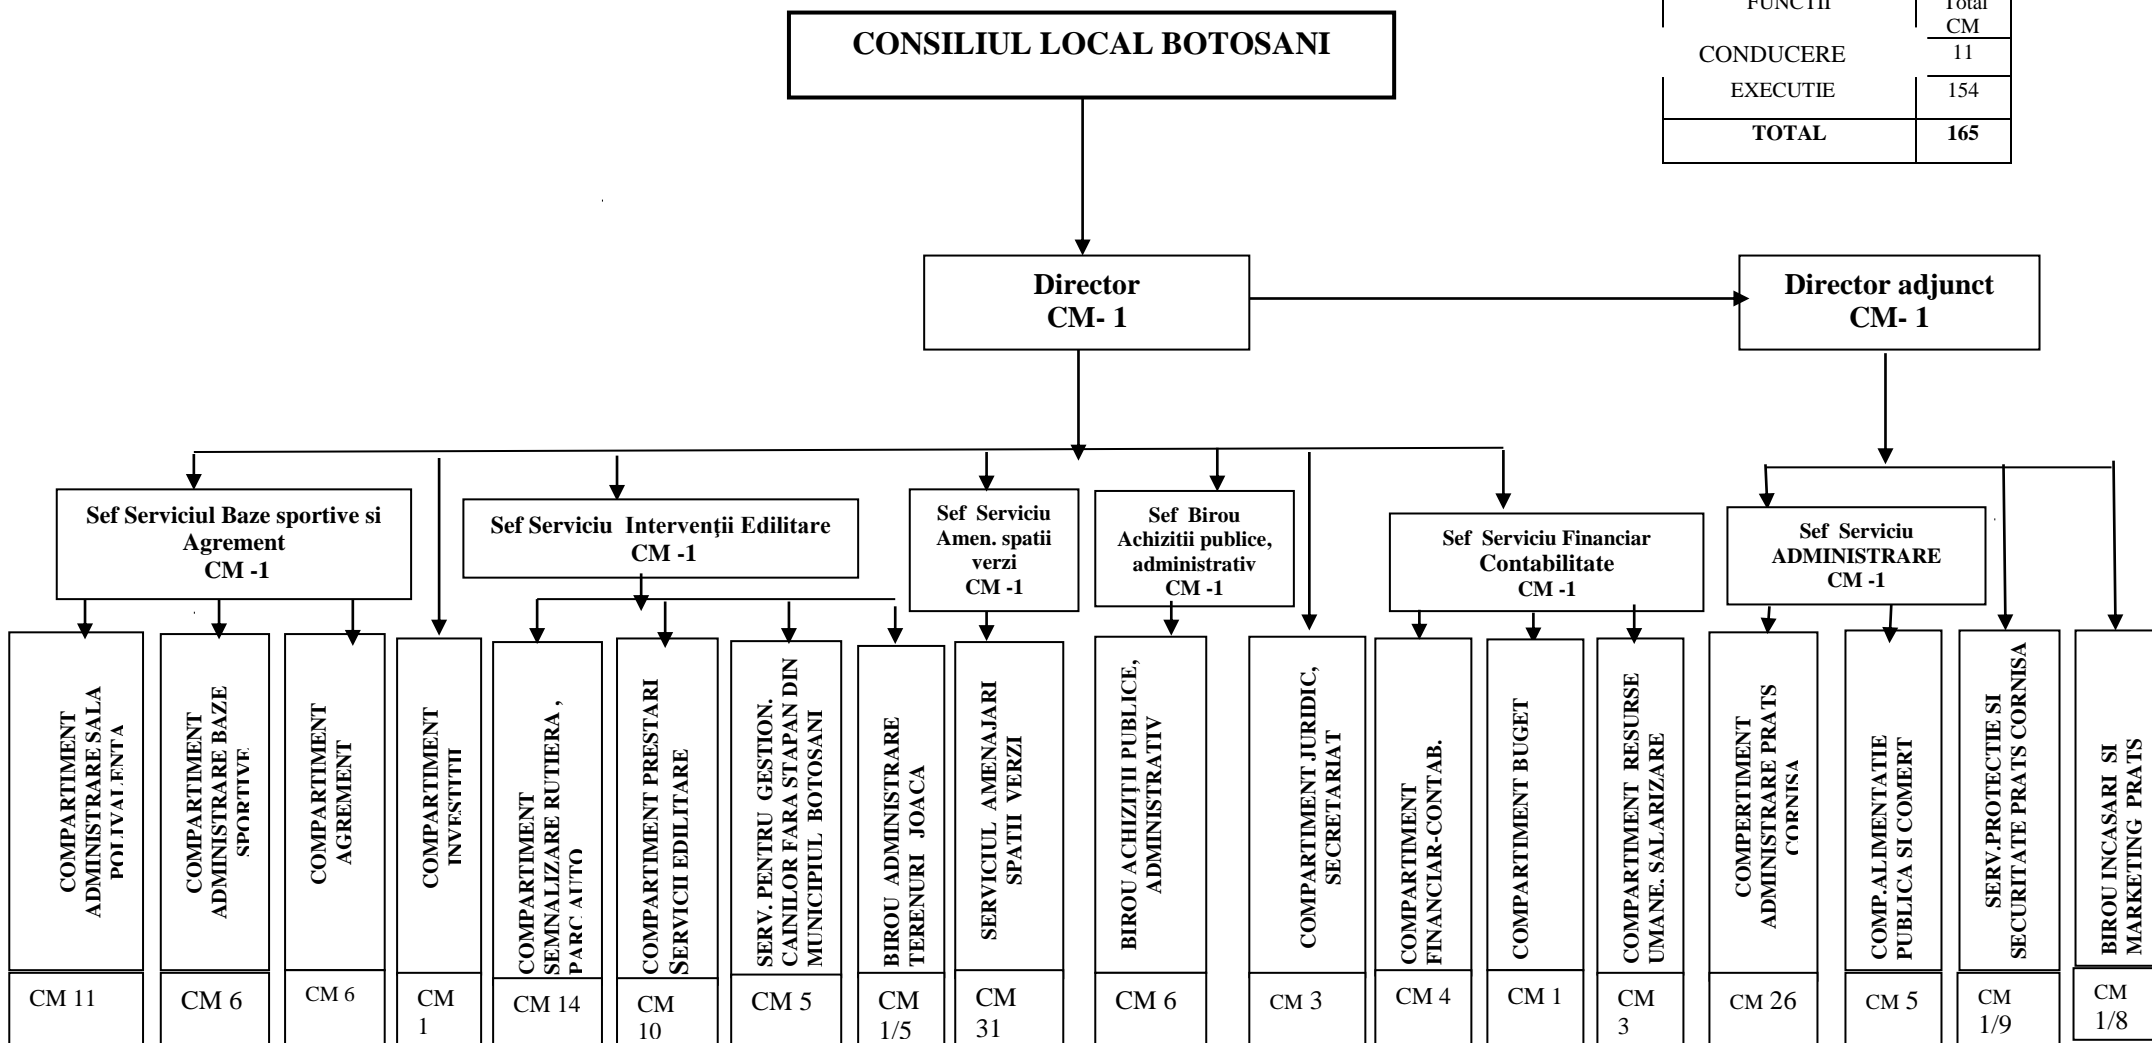 CONSILIUL LOCAL BOTOSANI
FUNCTII
Total
CM
CONDUCERE
11
EXECUTIE
154
TOTAL
165
Director
CM- 1
Director adjunct
CM- 1
Sef Serviciul Baze sportive si
Agrement
CM -1
Sef Serviciu Intervenţii Edilitare
CM -1
Sef Serviciu
Amen. spatii
verzi
CM -1
Sef Birou
Achizitii publice,
administrativ
CM -1
Sef Serviciu Financiar
Contabilitate
CM -1
Sef Serviciu
ADMINISTRARE
CM -1
COMPARTIMENT
ADMINISTRARE SALA
POLIVALENTA
CM 11
COMPARTIMENT
ADMINISTRARE BAZE
SPORTIVE
CM 6
COMPARTIMENT
AGREMENT
CM 6
COMPARTIMENT
INVESTITII
CM
1
COMPARTIMENT
SEMNALIZARE RUTIERA ,
PARC AUTO
CM 14
COMPARTIMENT PRESTARI
SERVICII EDILITARE
CM
10
SERV. PENTRU GESTION.
CAINILOR FARA STAPAN DIN
MUNICIPIUL BOTOSANI
CM 5
BIROU ADMINISTRARE
TERENURI JOACA
CM
1/5
SERVICIUL AMENAJARI
SPATII VERZI
CM
31
BIROU ACHIZIŢII PUBLICE,
ADMINISTRATIV
CM 6
COMPARTIMENT JURIDIC,
SECRETARIAT
CM 3
COMPARTIMENT
FINANCIAR-CONTAB.
CM 4
COMPARTIMENT BUGET
CM 1
COMPARTIMENT RESURSE
UMANE. SALARIZARE
CM
3
COMPERTIMENT
ADMINISTRARE PRATS
CORNISA
CM 26
COMP.ALIMENTATIE
PUBLICA SI COMERT
CM 5
SERV.PROTECTIE SI
SECURITATE PRATS CORNISA
CM
1/9
BIROU INCASARI SI
MARKETING PRATS
CM
1/8